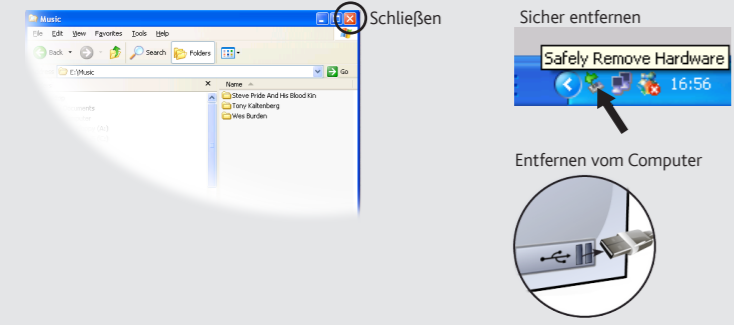 Music
Schließen
File Edit View Favorites Tools Help
Back Search Folders
E:\Music Go
Name
Steve Pride And His Blood Kin
Tony Kaltenberg
Wes Burden
Sicher entfernen
Safely Remove Hardware
16:56
Entfernen vom Computer